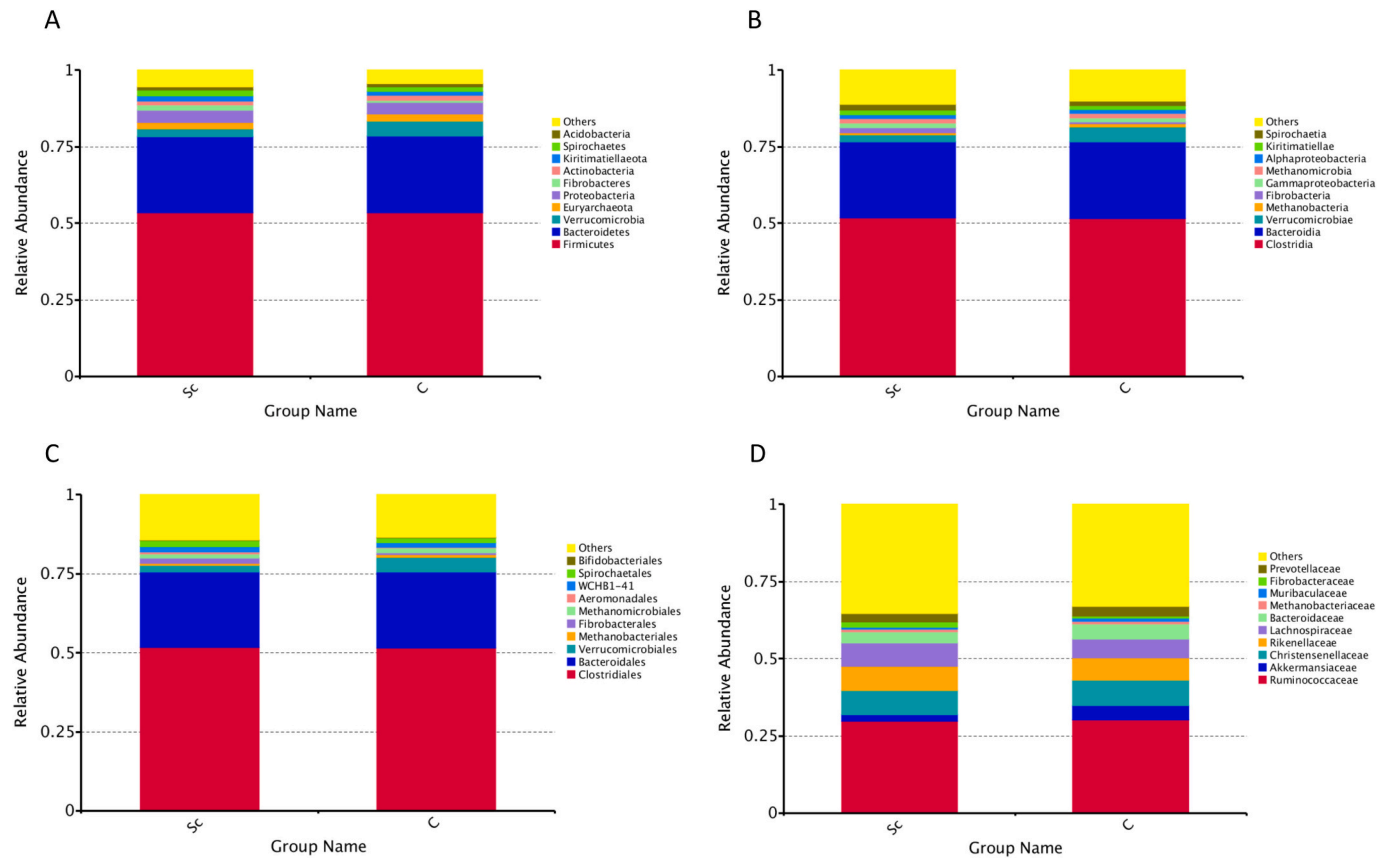 A
1
0.75
0.5
0.25
0
Relative Abundance
Sc
C
Group Name
Others
Acidobacteria
Spirochaetes
Kiritimatiellaeota
Actinobacteria
Fibrobacteres
Proteobacteria
Euryarchaeota
Verrucomicrobia
Bacteroidetes
Firmicutes
B
1
0.75
0.5
0.25
0
Relative Abundance
Sc
C
Group Name
Others
Spirochaetia
Kiritimatiellae
Alphaproteobacteria
Methanomicrobia
Gammaproteobacteria
Fibrobacteria
Methanobacteria
Verrucomicrobiae
Bacteroidia
Clostridia
C
1
0.75
0.5
0.25
0
Relative Abundance
Sc
C
Group Name
Others
Bifidobacteriales
Spirochaetales
WCHB1-41
Aeromonadales
Methanomicrobiales
Fibrobacterales
Methanobacteriales
Verrucomicrobiales
Bacteroidales
Clostridiales
D
1
0.75
0.5
0.25
0
Relative Abundance
Sc
C
Group Name
Others
Prevotellaceae
Fibrobacteraceae
Muribaculaceae
Methanobacteriaceae
Bacteroidaceae
Lachnospiraceae
Rikenellaceae
Christensenellaceae
Akkermansiaceae
Ruminococcaceae